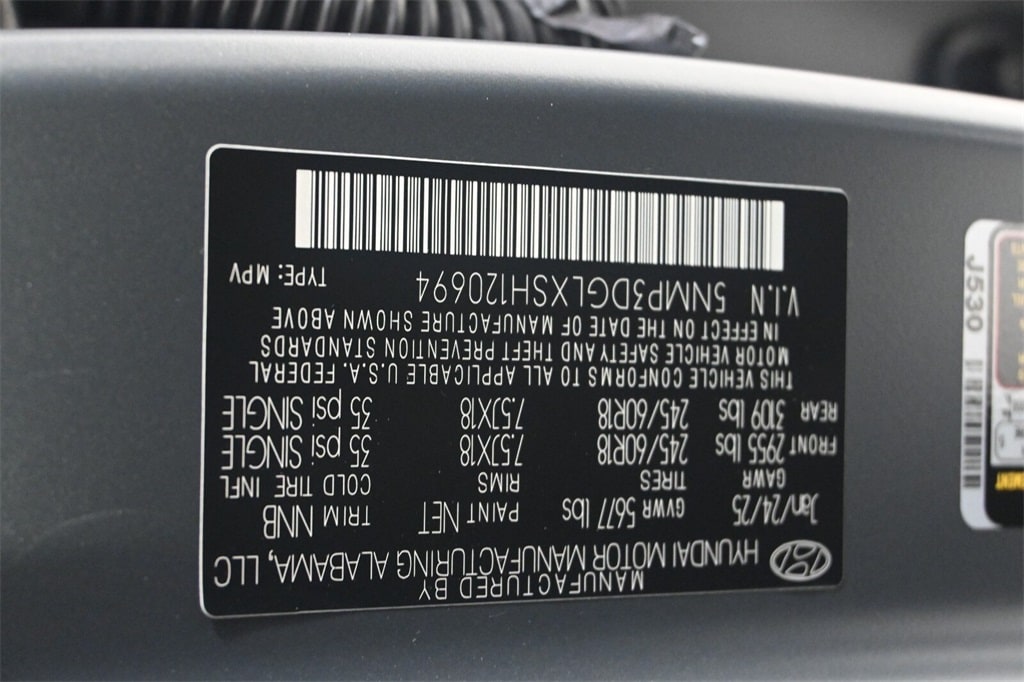 MANUFACTURED BY
HYUNDAI MOTOR MANUFACTURING ALABAMA, LLC
Jan/24/25 GVWR 5677 lbs PAINT NET TRIM NNB
GAWR TIRES RIMS COLD TIRE INFL
FRONT 2955 lbs 245/60R18 7.5JX18 35 psi SINGLE
REAR 3109 lbs 245/60R18 7.5JX18 35 psi SINGLE
THIS VEHICLE CONFORMS TO ALL APPLICABLE U.S.A. FEDERAL
MOTOR VEHICLE SAFETY AND THEFT PREVENTION STANDARDS
IN EFFECT ON THE DATE OF MANUFACTURE SHOWN ABOVE
V.I.N 5NMP3DGLXSH120694 TYPE: MPV
J530